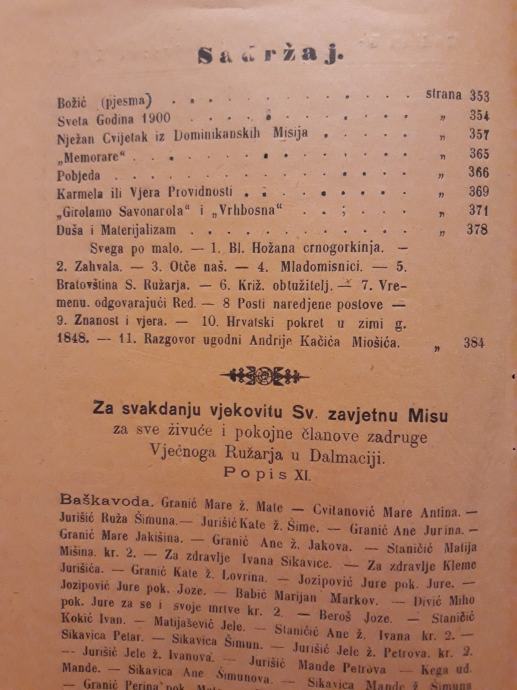 Sadržaj.
Božić (pjesma) . . . . . . . . . . strana 353
Sveta Godina 1900 . . . . . . . . „ 354
Nježan Cvijetak iz Dominikanskih Misija . . . . . „ 357
„Memorare“ . . . . . . . . . . „ 365
Pobjeda . . . . . . . . . . „ 366
Karmela ili Vjera Providnosti . . . . . . . „ 369
„Girolamo Savonarola“ i „Vrhbosna“ . . ; . . „ 371
Duša i Materijalizam . . . . . . . . „ 378
Svega po malo. — 1. Bl. Hožana crnogorkinja. —
2. Zahvala. — 3. Otče naš. — 4. Mladomisnici. — 5.
Bratovština S. Ružarja. — 6. Križ. obtužitelj. — 7. Vre-
menu. odgovarajući Red. — 8 Posti naredjene postove —
9. Znanost i vjera. — 10. Hrvatski pokret u zimi g.
1848. — 11. Razgovor ugodni Andrije Kačića Miošića. „ 384
Za svakdanju vjekovitu Sv. zavjetnu Misu
za sve živuće i pokojne članove zadruge
Vječnoga Ružarja u Dalmaciji.
Popis XI.
Baškavoda. Granić Mare ž. Mate — Cvitanović Mare Antina. —
Jurišić Ruža Šimuna. — Jurišić Kate ž. Šime. — Granić Ane Jurina. —
Granić Mare Jakišina. — Granić Ane ž. Jakova. — Staničić Matija
Mišina. kr. 2. — Za zdravlje Ivana Sikavice. — Za zdravlje Kleme
Jurišića. — Granić Kate ž. Lovrina. — Jozipović Jure pok. Jure. —
Jozipović Jure pok. Joze. — Babić Marijan Markov. — Divić Miho
pok. Jure za se i svoje mrtve kr. 2. — Beroš Joze. — Staničić
Kokić Ivan. — Matijašević Jele. — Staničić Ane ž. Ivana kr. 2. —
Sikavica Petar. — Sikavica Šimun. — Jurišić Jele ž. Petrova. kr. 2.
— Jurišić Jele ž. Ivanova. — Jurišić Mande Petrova — Kega ud.
Mande. — Sikavica Ane Šimunova. — Sikavica Mande ž. Šimuna
— Granić Perina pok. Mate